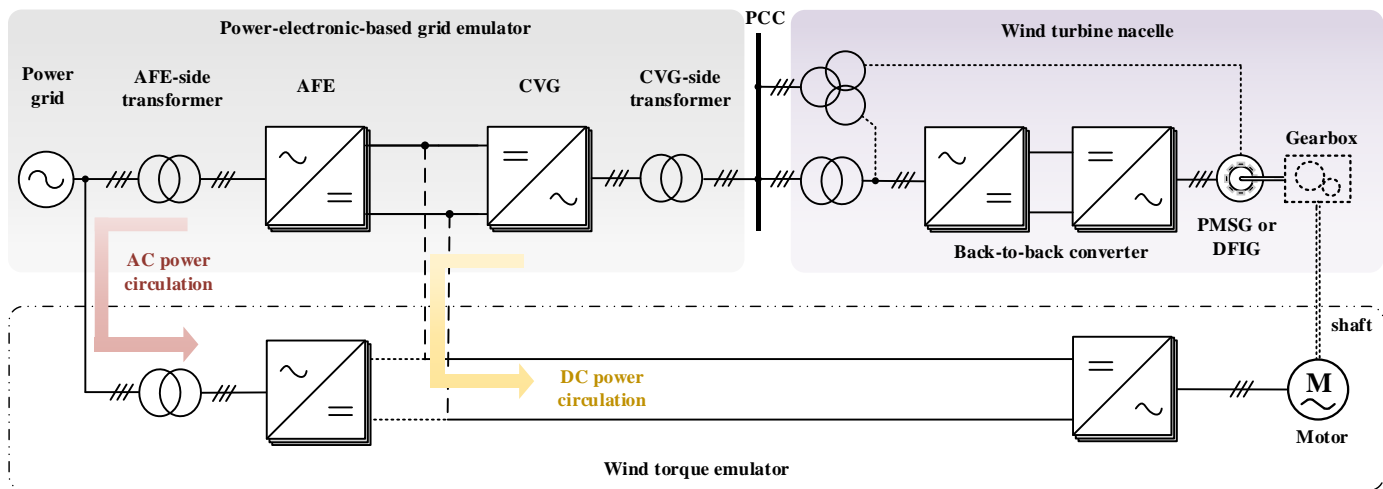 Power-electronic-based grid emulator
PCC
Wind turbine nacelle
Power
grid
AFE-side
transformer
AFE
CVG
CVG-side
transformer
Gearbox
PMSG or
DFIG
Back-to-back converter
AC power
circulation
shaft
DC power
circulation
M
Motor
Wind torque emulator